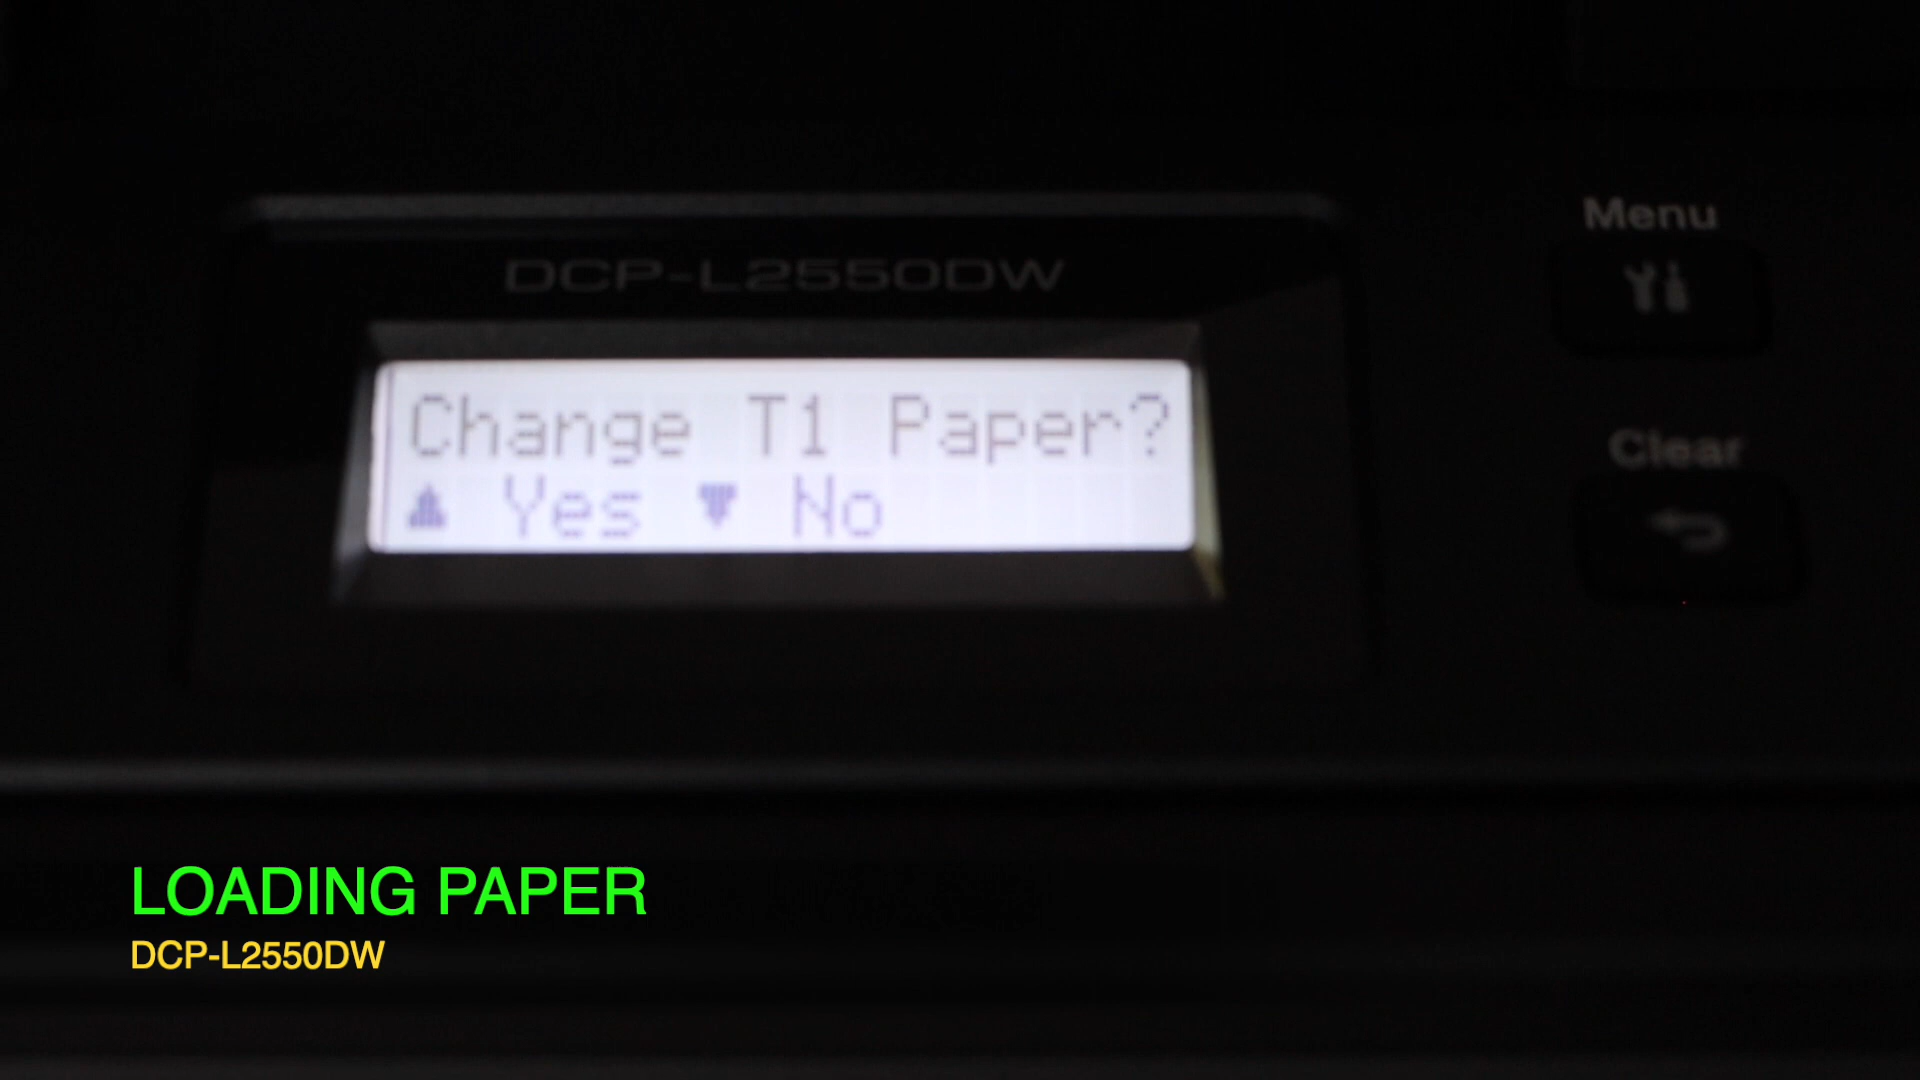 DCP-L2550DW
Change T1 Paper?
▲ Yes ▼ No
Menu
Clear
LOADING PAPER
DCP-L2550DW